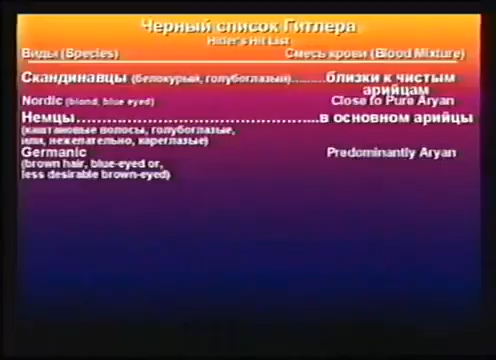 Черный список Гитлера
Hitler's Hit List
Виды (Species) Смесь крови (Blood Mixture)
Скандинавцы (белокурый, голубоглазый).........близки к чистым
арийцам
Nordic (blond, blue eyed) Close to Pure Aryan
Немцы................................................в основном арийцы
(каштановые волосы, голубоглазые,
или, нежелательно, кареглазые)
Germanic Predominantly Aryan
(brown hair, blue-eyed or,
less desirable brown-eyed)